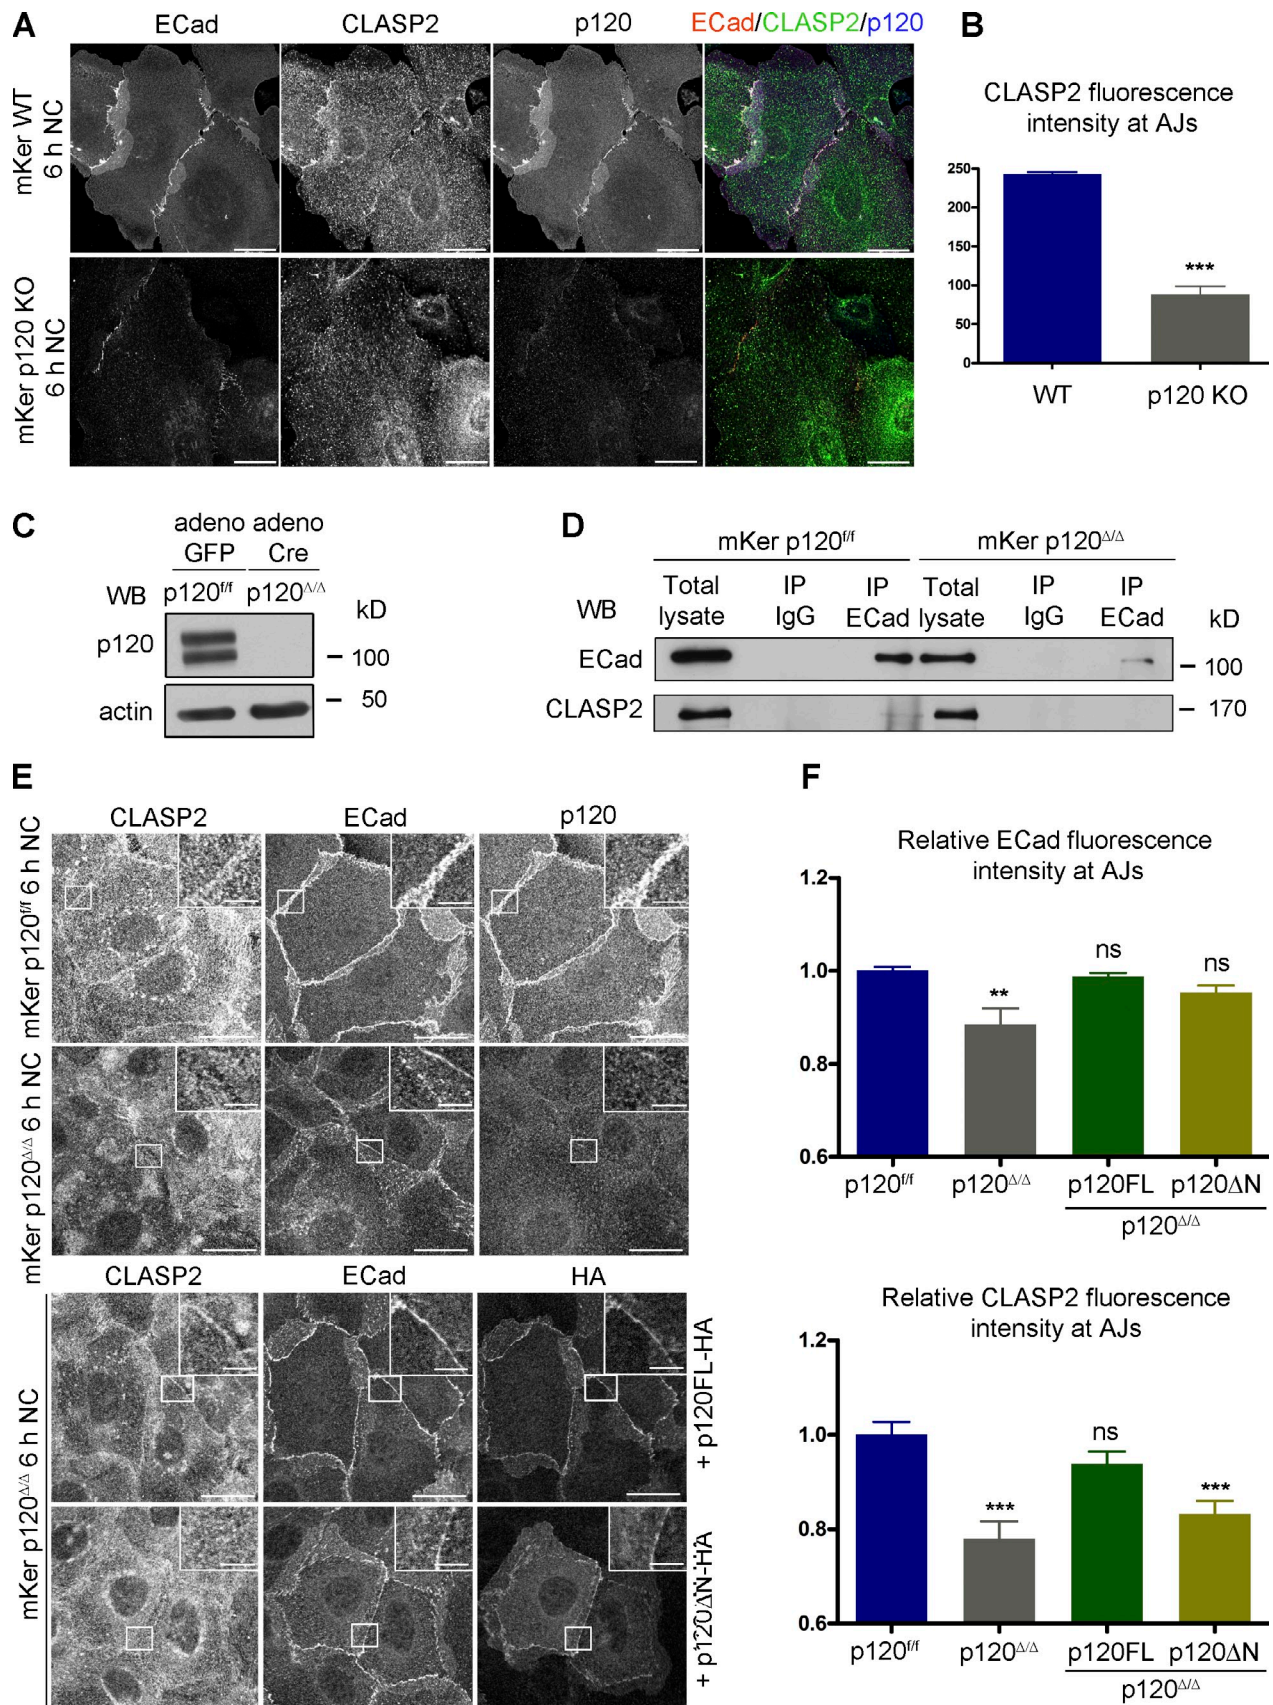 A
ECad
CLASP2
p120
ECad/CLASP2/p120
mKer WT
6 h NC
mKer p120 KO
6 h NC
B
CLASP2 fluorescence
intensity at AJs
250
200
150
100
50
0
***
WT
p120 KO
C
adeno adeno
GFP Cre
WB p120f/f p120Δ/Δ kD
p120
100
50
actin
D
mKer p120f/f mKer p120Δ/Δ
Total IP IP Total IP IP
WB lysate IgG ECad lysate IgG ECad kD
ECad
100
CLASP2
170
E
CLASP2 ECad p120
mKer p120f/f 6 h NC
mKer p120Δ/Δ 6 h NC
CLASP2 ECad HA
mKer p120Δ/Δ 6 h NC
+ p120FL-HA
+ p120ΔN-HA
F
Relative ECad fluorescence
intensity at AJs
1.2
1.0
0.8
0.6
**
ns
ns
p120f/f p120Δ/Δ p120FL p120ΔN
p120Δ/Δ
Relative CLASP2 fluorescence
intensity at AJs
1.2
1.0
0.8
0.6
***
ns
***
p120f/f p120Δ/Δ p120FL p120ΔN
p120Δ/Δ